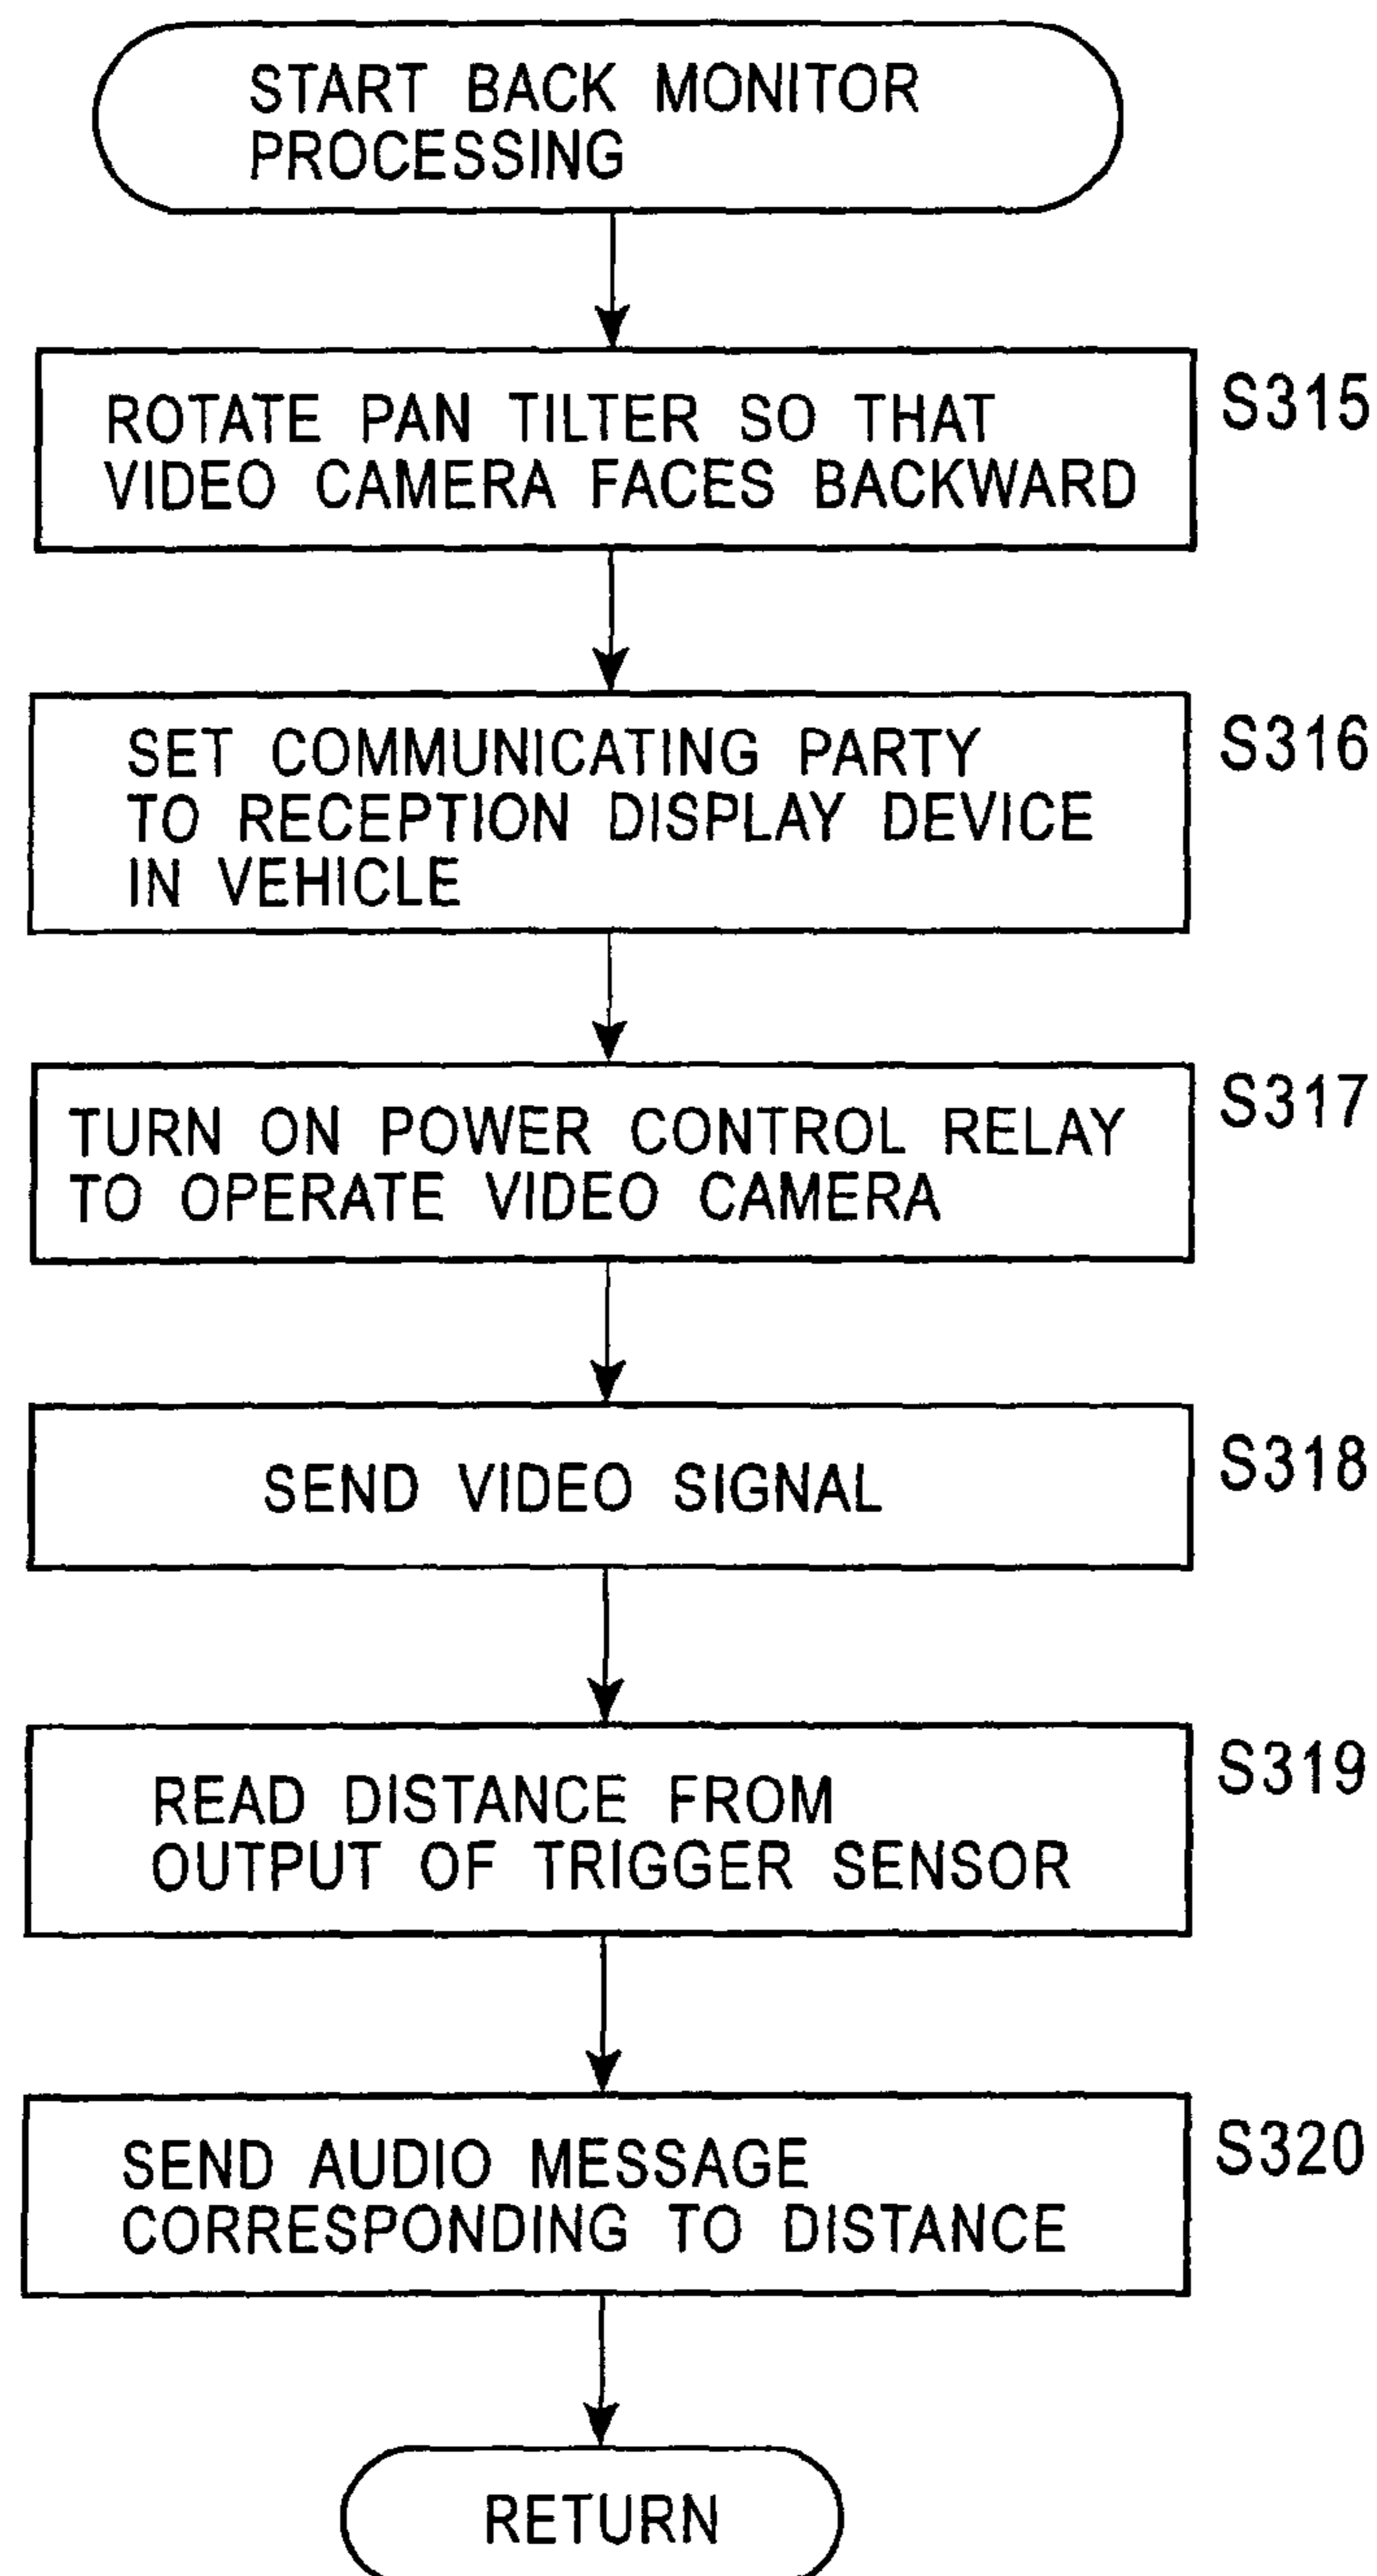 START BACK MONITOR
PROCESSING
ROTATE PAN TILTER SO THAT
VIDEO CAMERA FACES BACKWARD
S315
SET COMMUNICATING PARTY
TO RECEPTION DISPLAY DEVICE
IN VEHICLE
S316
TURN ON POWER CONTROL RELAY
TO OPERATE VIDEO CAMERA
S317
SEND VIDEO SIGNAL
S318
READ DISTANCE FROM
OUTPUT OF TRIGGER SENSOR
S319
SEND AUDIO MESSAGE
CORRESPONDING TO DISTANCE
S320
RETURN